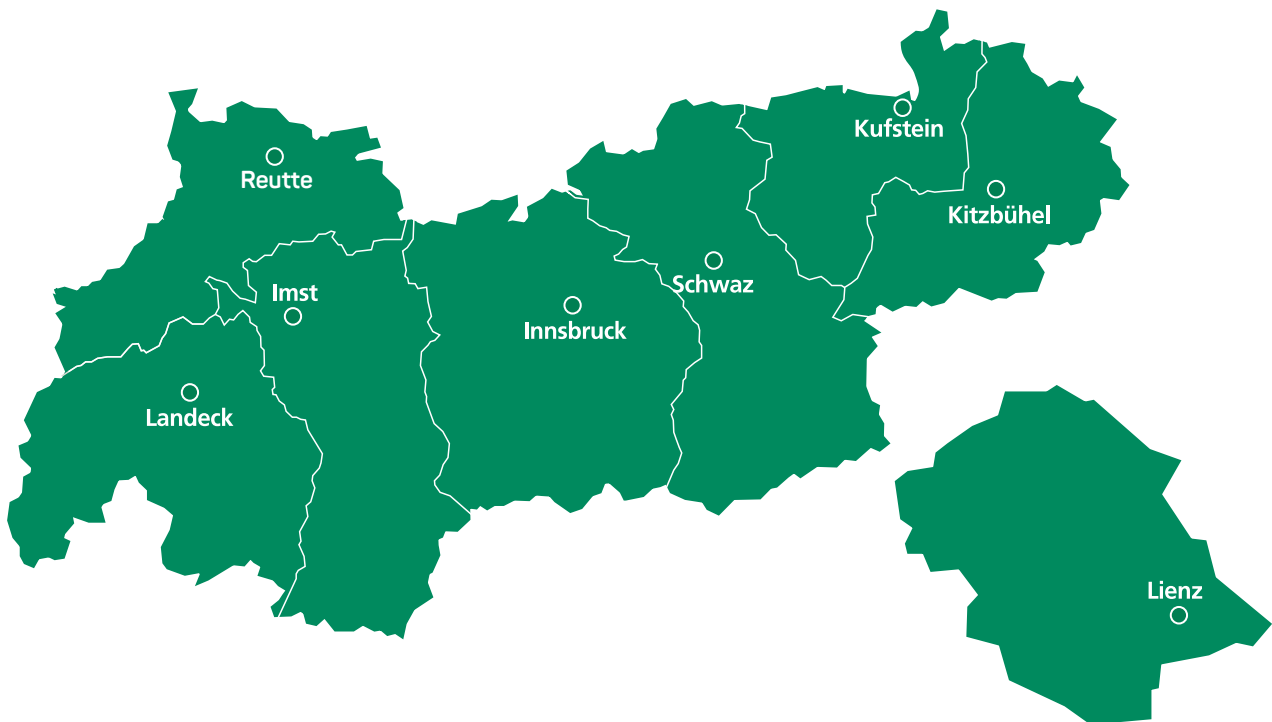 Kufstein
Reutte
Kitzbühel
Schwaz
Imst
Innsbruck
Landeck
Lienz